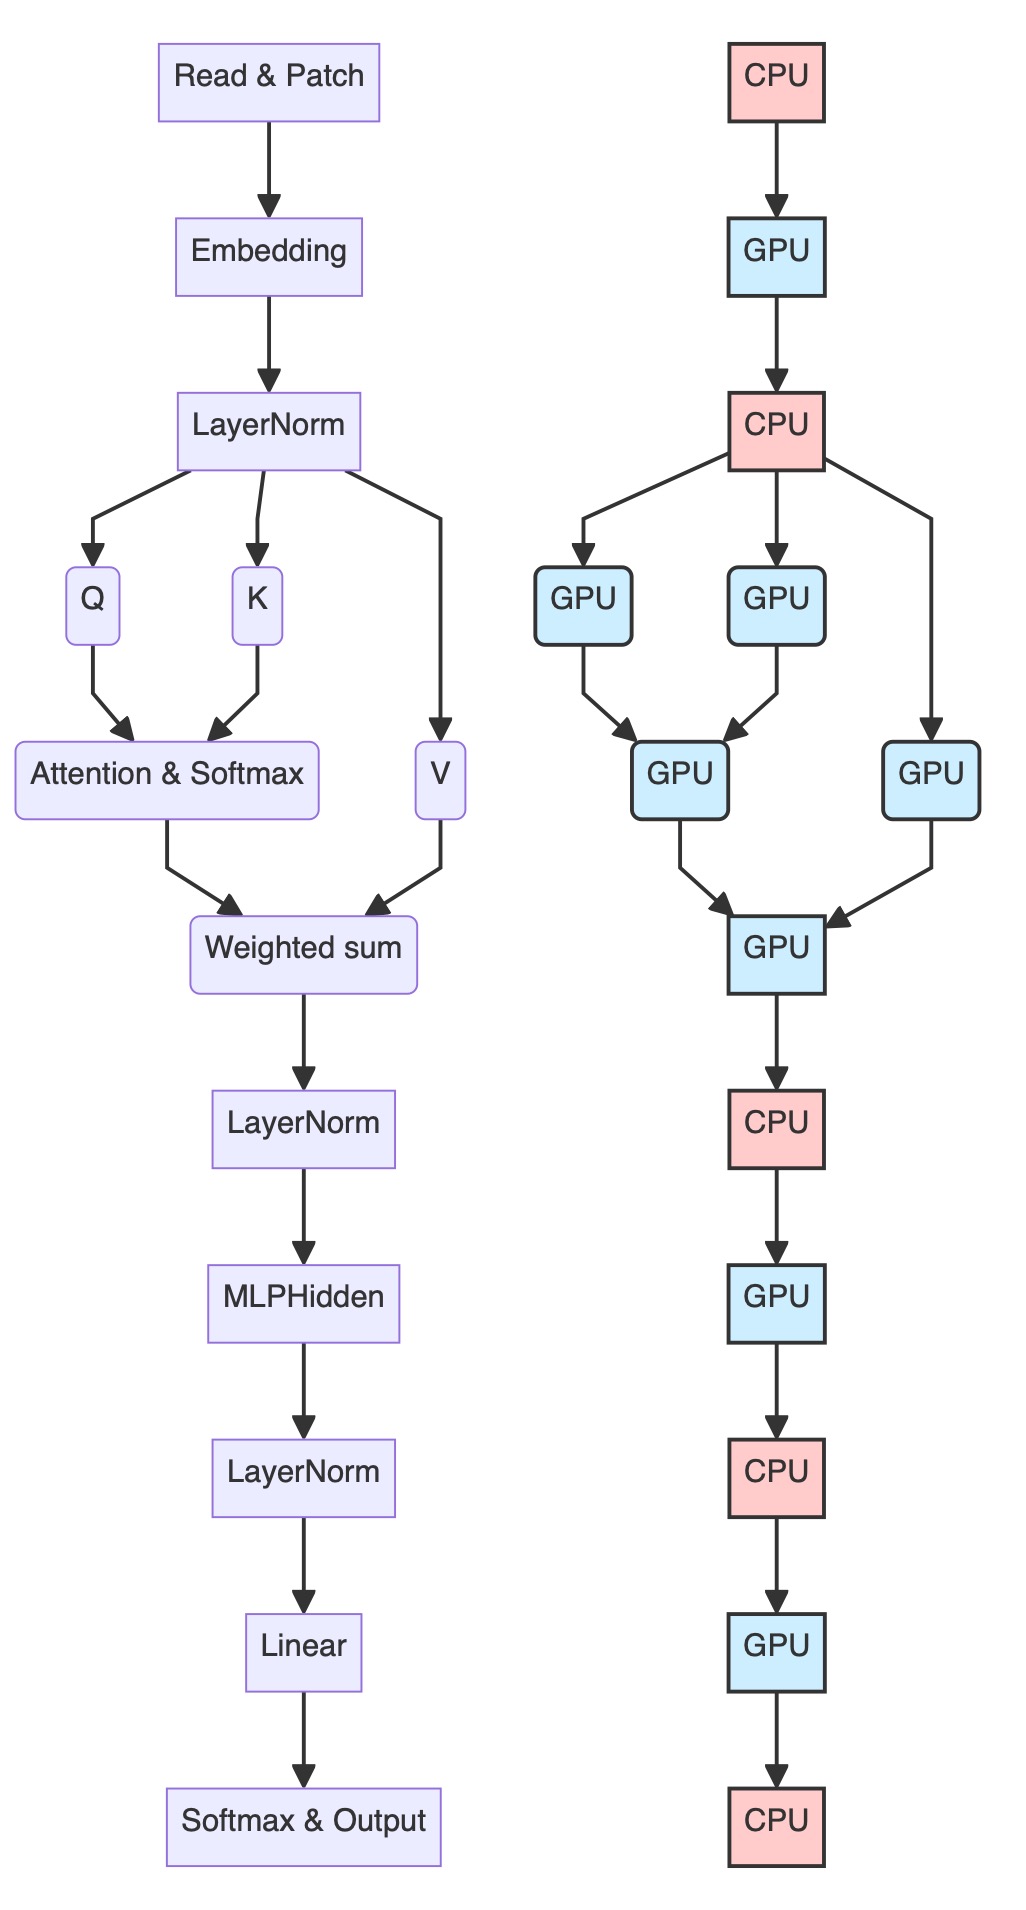 Read & Patch
Embedding
LayerNorm
Q
K
Attention & Softmax
V
Weighted sum
LayerNorm
MLPHidden
LayerNorm
Linear
Softmax & Output
CPU
GPU
CPU
GPU
GPU
GPU
GPU
GPU
CPU
GPU
CPU
GPU
CPU